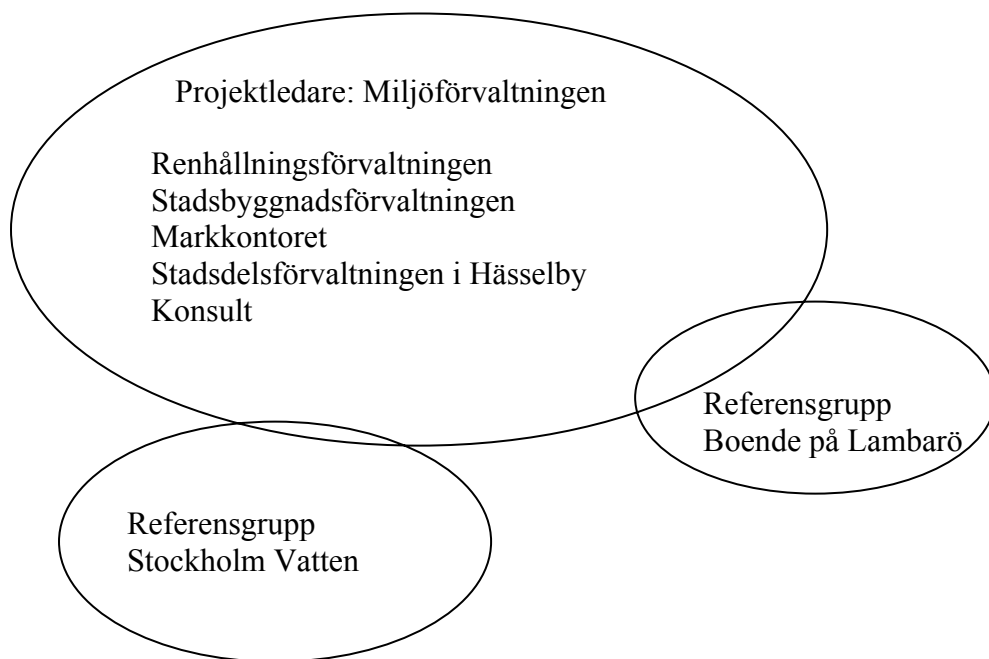 Projektledare: Miljöförvaltningen
Renhållningsförvaltningen
Stadsbyggnadsförvaltningen
Markkontoret
Stadsdelsförvaltningen i Hässelby
Konsult
Referensgrupp
Boende på Lambarö
Referensgrupp
Stockholm Vatten